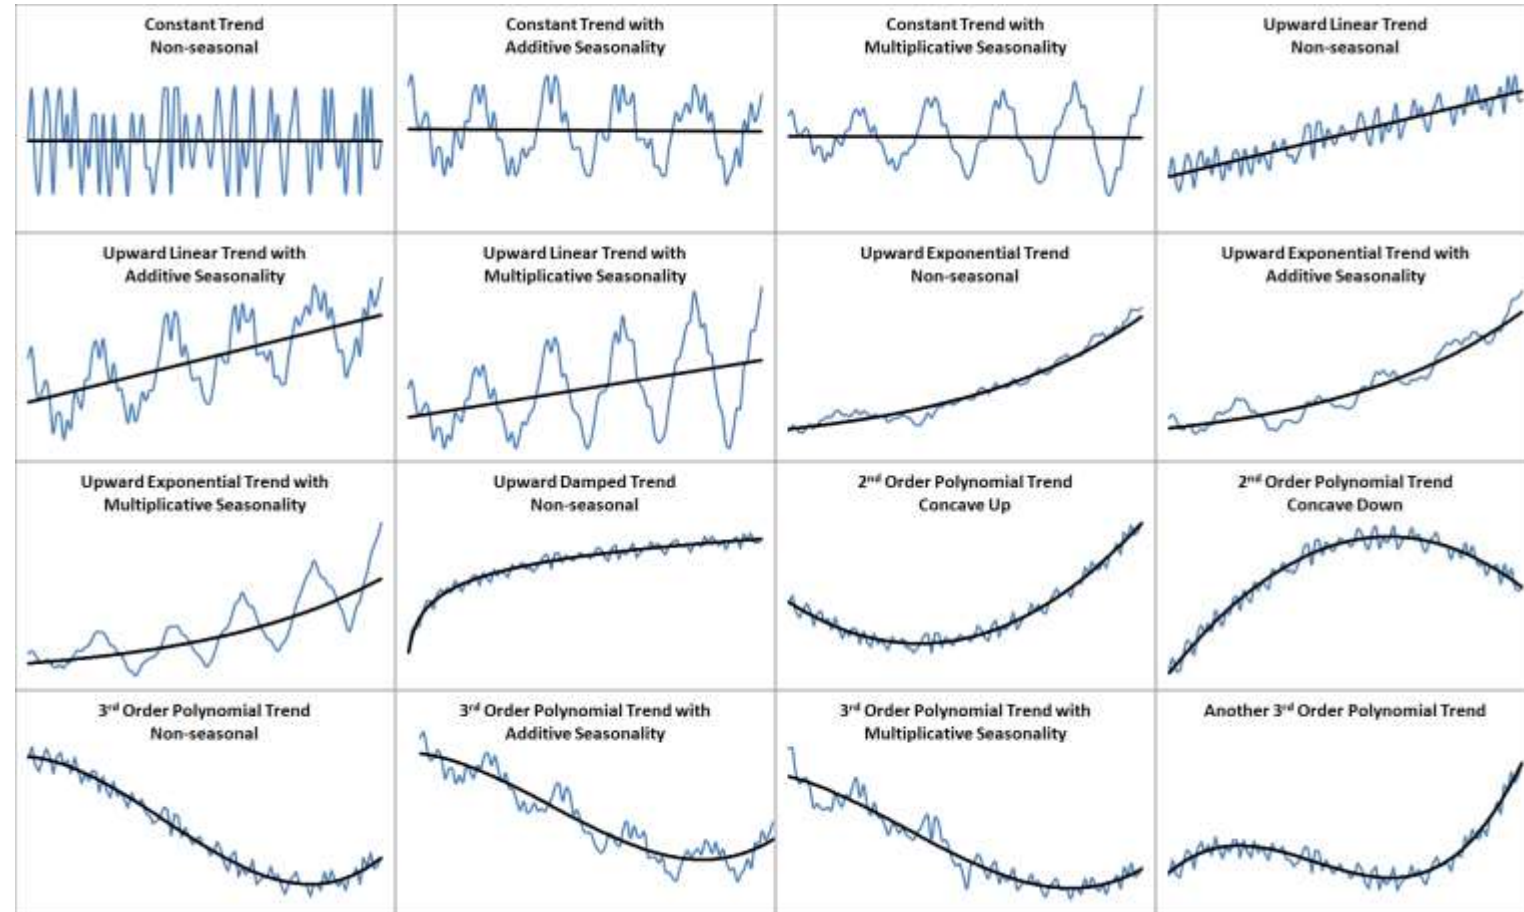 Constant Trend
Non-seasonal
Constant Trend with
Additive Seasonality
Constant Trend with
Multiplicative Seasonality
Upward Linear Trend
Non-seasonal
Upward Linear Trend with
Additive Seasonality
Upward Linear Trend with
Multiplicative Seasonality
Upward Exponential Trend
Non-seasonal
Upward Exponential Trend with
Additive Seasonality
Upward Exponential Trend with
Multiplicative Seasonality
Upward Damped Trend
Non-seasonal
2nd Order Polynomial Trend
Concave Up
2nd Order Polynomial Trend
Concave Down
3rd Order Polynomial Trend
Non-seasonal
3rd Order Polynomial Trend with
Additive Seasonality
3rd Order Polynomial Trend with
Multiplicative Seasonality
Another 3rd Order Polynomial Trend